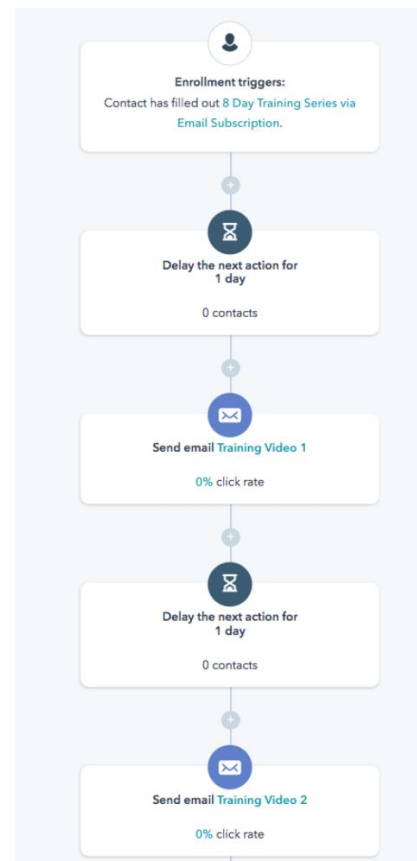 Enrollment triggers:
Contact has filled out 8 Day Training Series via
Email Subscription.
Delay the next action for
1 day
0 contacts
Send email Training Video 1
0% click rate
Delay the next action for
1 day
0 contacts
Send email Training Video 2
0% click rate